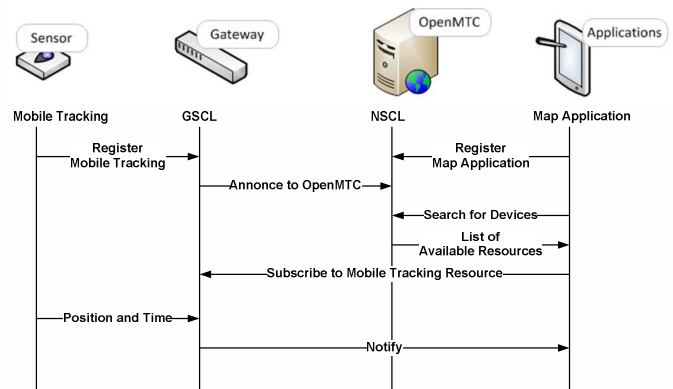 Sensor
Gateway
OpenMTC
Applications
Mobile Tracking
GSCL
NSCL
Map Application
Register
Mobile Tracking
Register
Map Application
Annonce to OpenMTC
Search for Devices
List of
Available Resources
Subscribe to Mobile Tracking Resource
Position and Time
Notify